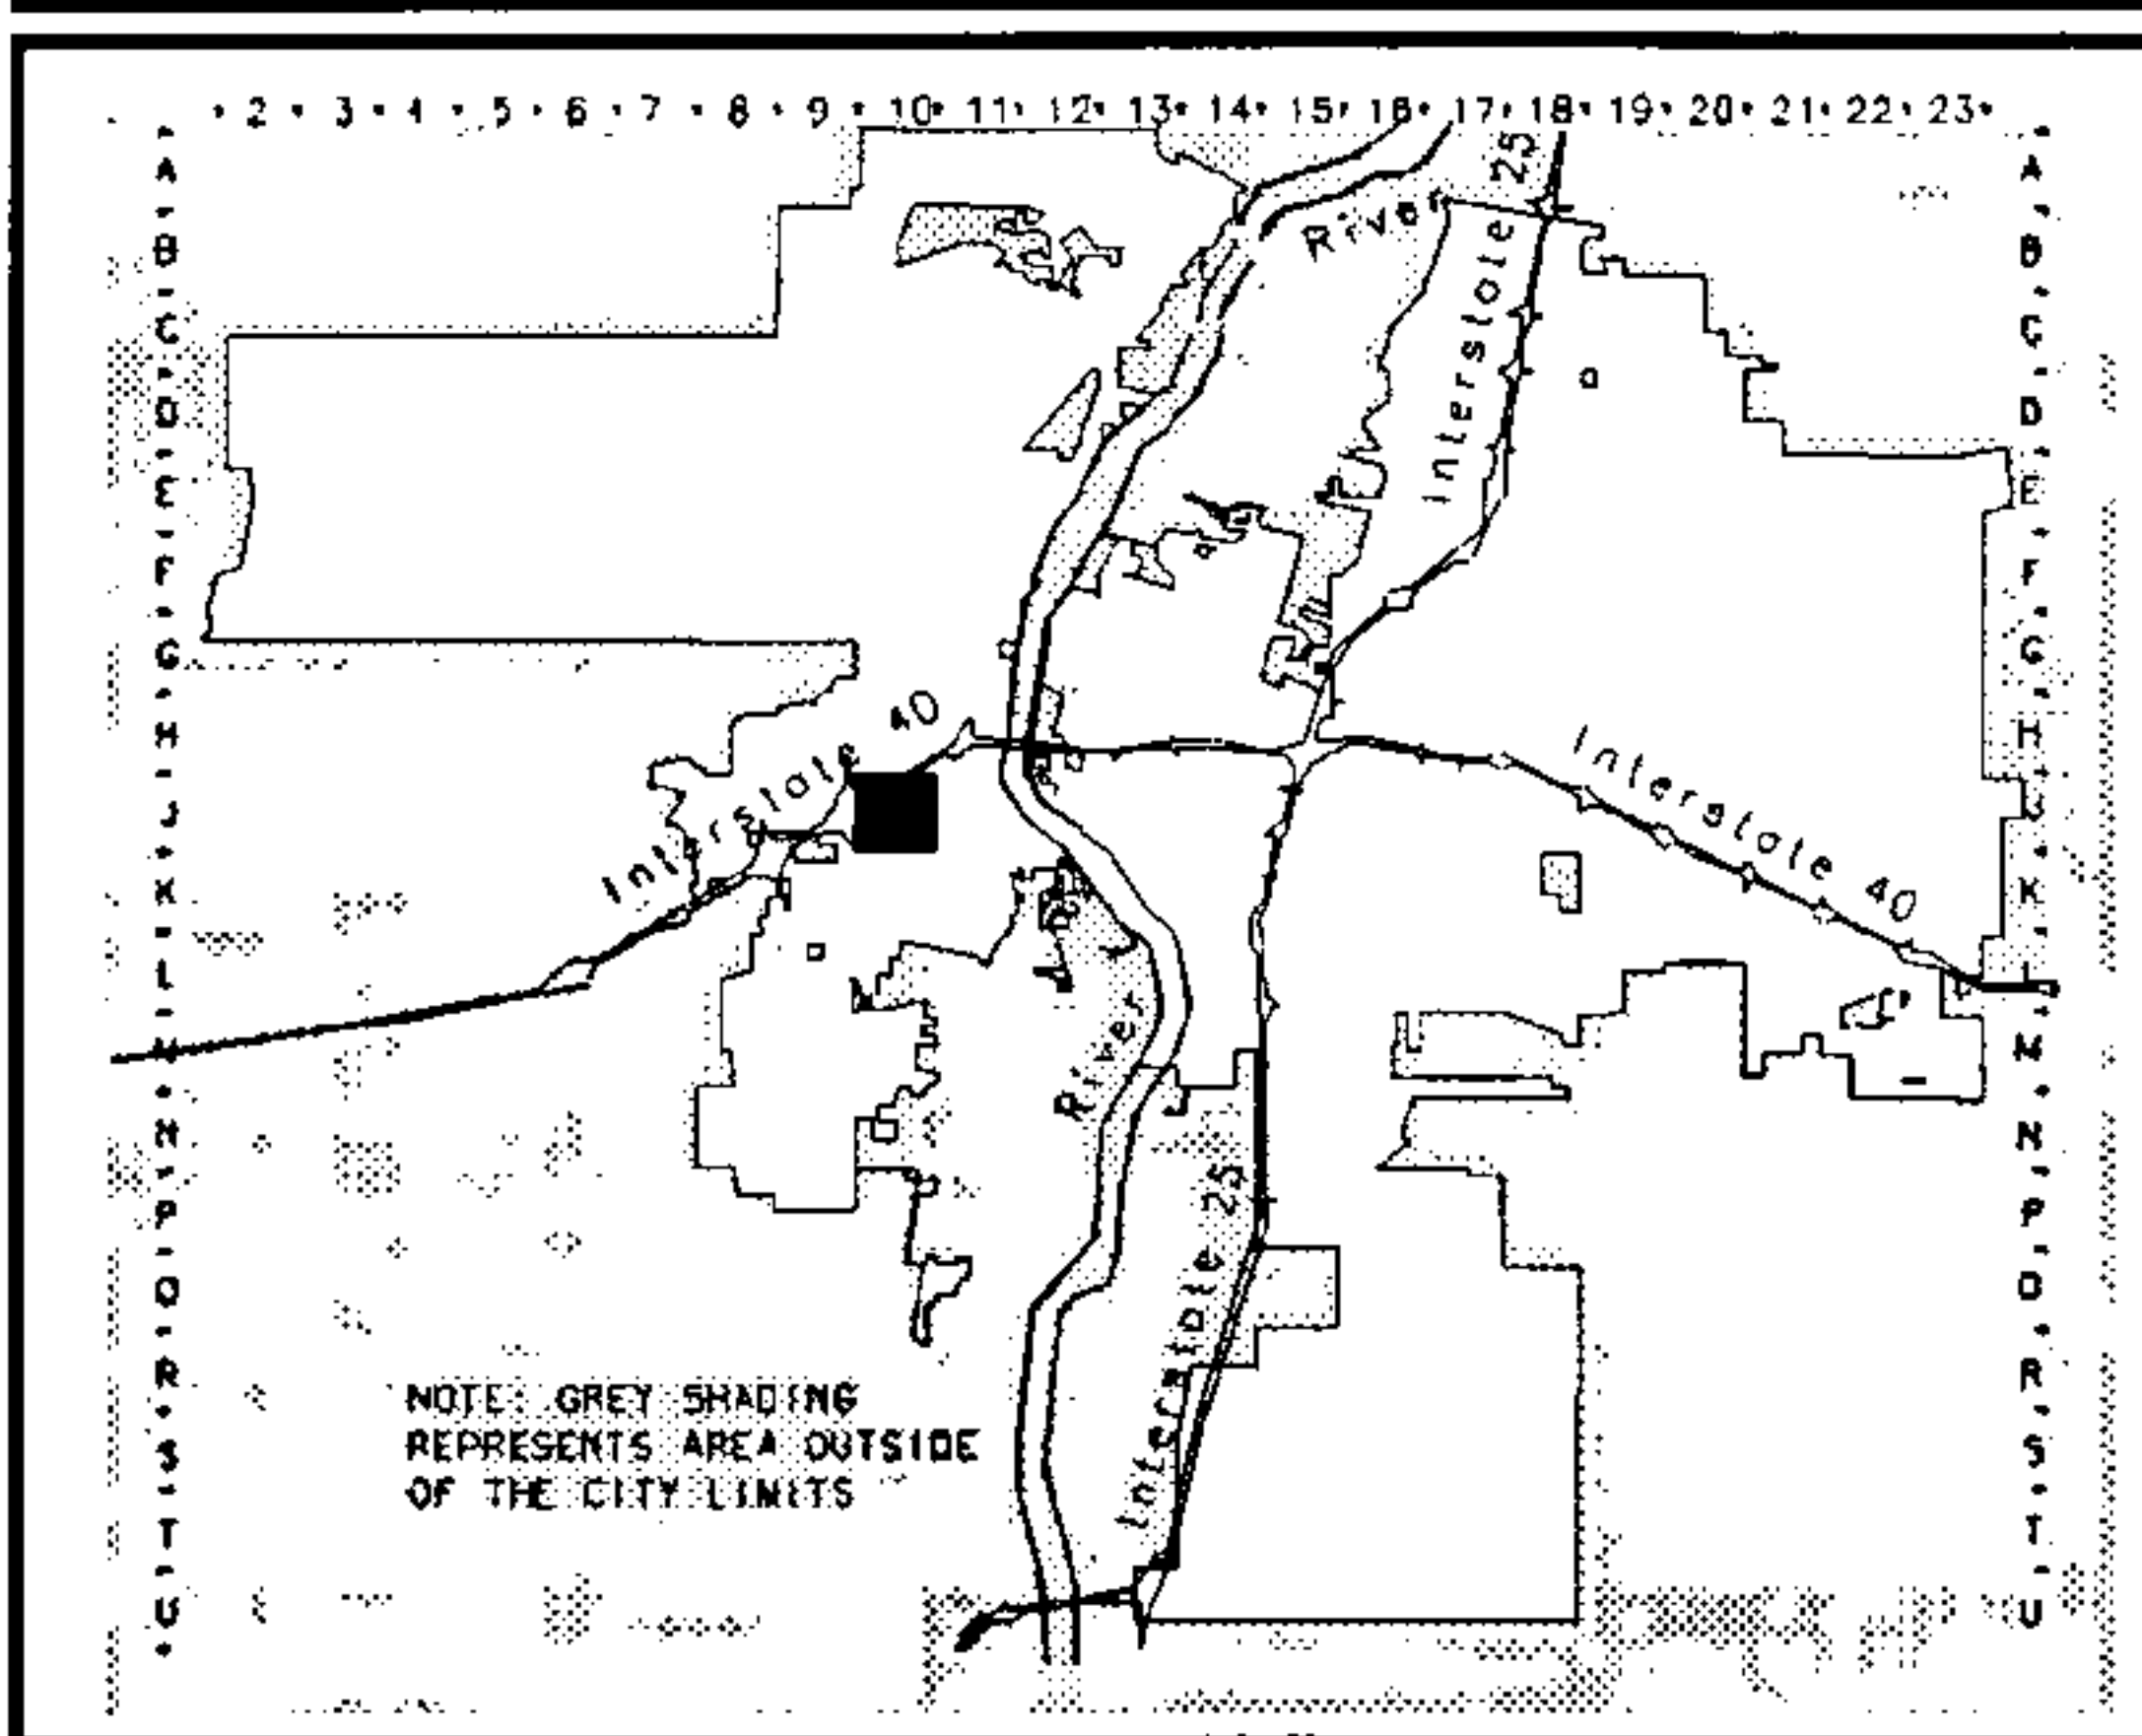 2 3 4 5 6 7 8 9 10 11 12 13 14 15 16 17 18 19 20 21 22 23
A A
B B
C C
D D
E E
F F
G G
H H
J J
K K
L L
M M
N N
P P
Q Q
R R
S S
T T
U U
River
Interstate 25
Interstate 40
Interstate 40
River
Interstate 25
NOTE: GREY SHADING
REPRESENTS AREA OUTSIDE
OF THE CITY LIMITS